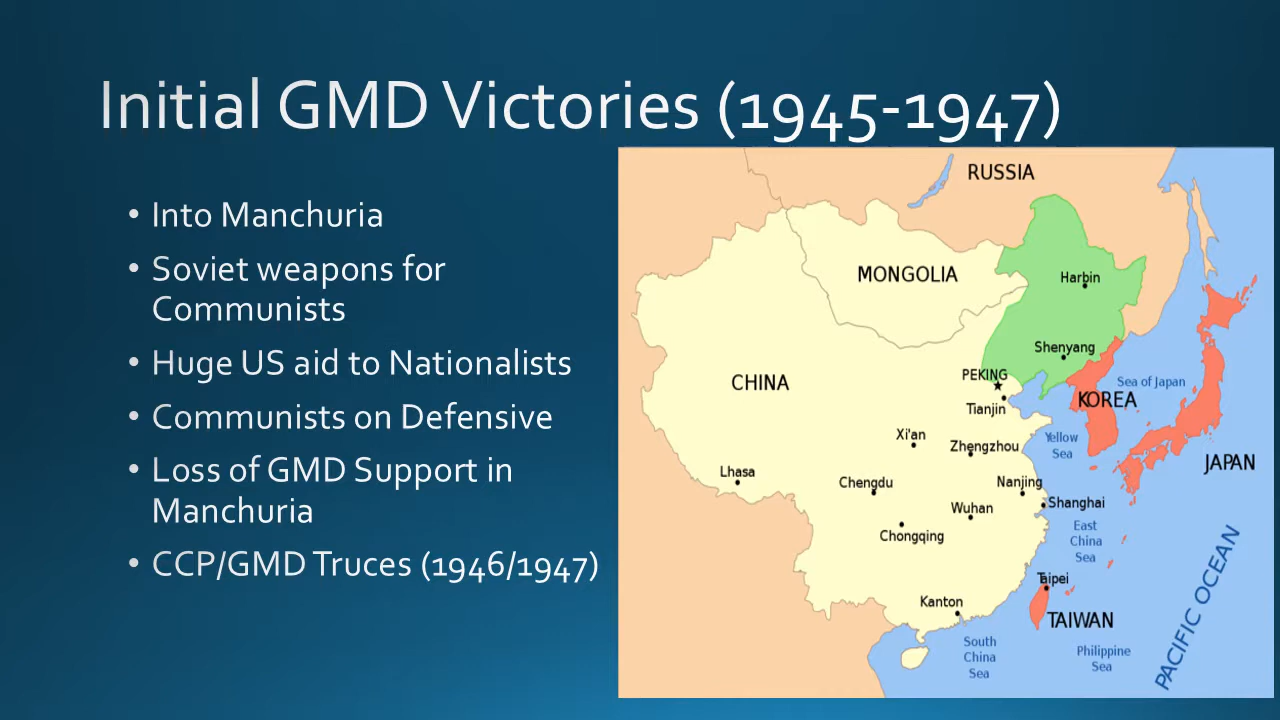 Initial GMD Victories (1945-1947)
• Into Manchuria
• Soviet weapons for
Communists
• Huge US aid to Nationalists
• Communists on Defensive
• Loss of GMD Support in
Manchuria
• CCP/GMD Truces (1946/1947)
RUSSIA
MONGOLIA
Harbin
Shenyang
PEKING
CHINA
Sea of Japan
KOREA
Tianjin
Xi'an
Zhengzhou
Yellow
Sea
JAPAN
Lhasa
Chengdu
Nanjing
Shanghai
Wuhan
Chongqing
East
China
Sea
Taipei
Kanton
TAIWAN
South
China
Sea
Philippine
Sea
PACIFIC OCEAN